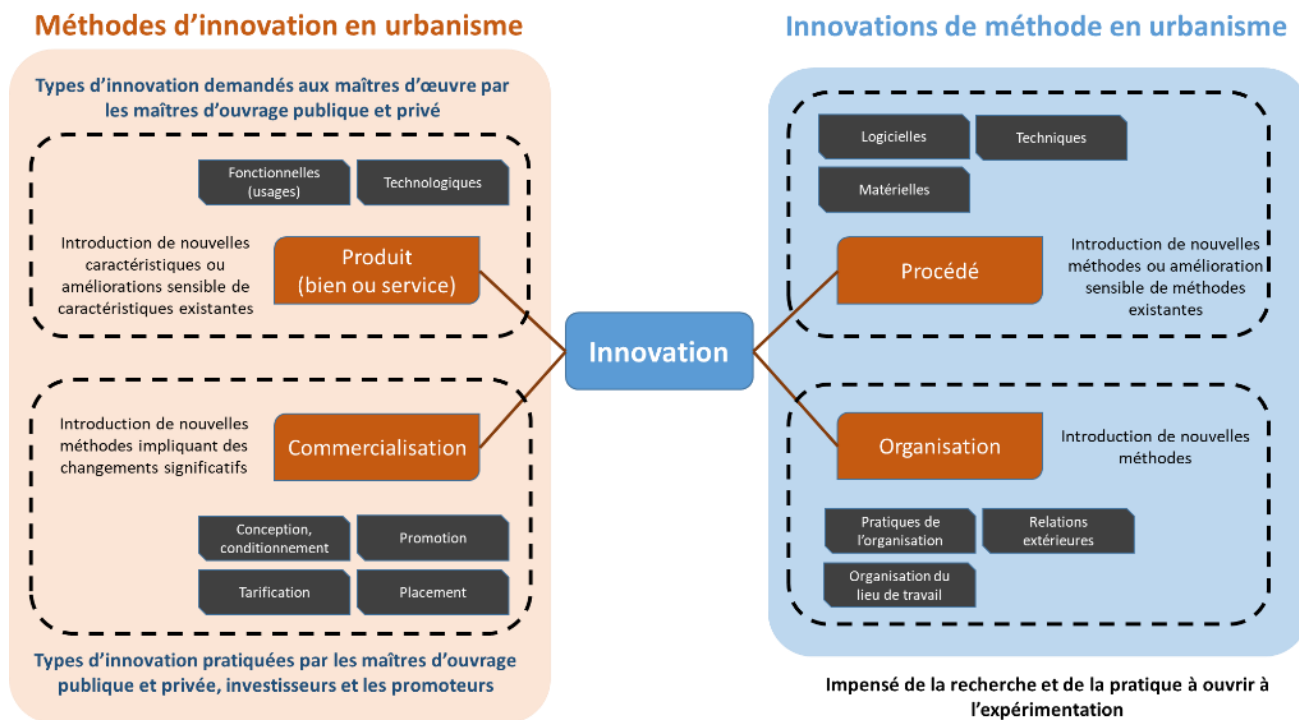 Méthodes d'innovation en urbanisme
Types d'innovation demandés aux maîtres d'œuvre par
les maîtres d'ouvrage publique et privé
Fonctionnelles
(usages)
Technologiques
Introduction de nouvelles
caractéristiques ou
améliorations sensible de
caractéristiques existantes
Produit
(bien ou service)
Introduction de nouvelles
méthodes impliquant des
changements significatifs
Commercialisation
Conception,
conditionnement
Promotion
Tarification
Placement
Types d'innovation pratiquées par les maîtres d'ouvrage
publique et privée, investisseurs et les promoteurs
Innovation
Innovations de méthode en urbanisme
Logicielles
Techniques
Matérielles
Procédé
Introduction de nouvelles
méthodes ou amélioration
sensible de méthodes
existantes
Organisation
Introduction de nouvelles
méthodes
Pratiques de
l'organisation
Relations
extérieures
Organisation du
lieu de travail
Impensé de la recherche et de la pratique à ouvrir à
l'expérimentation